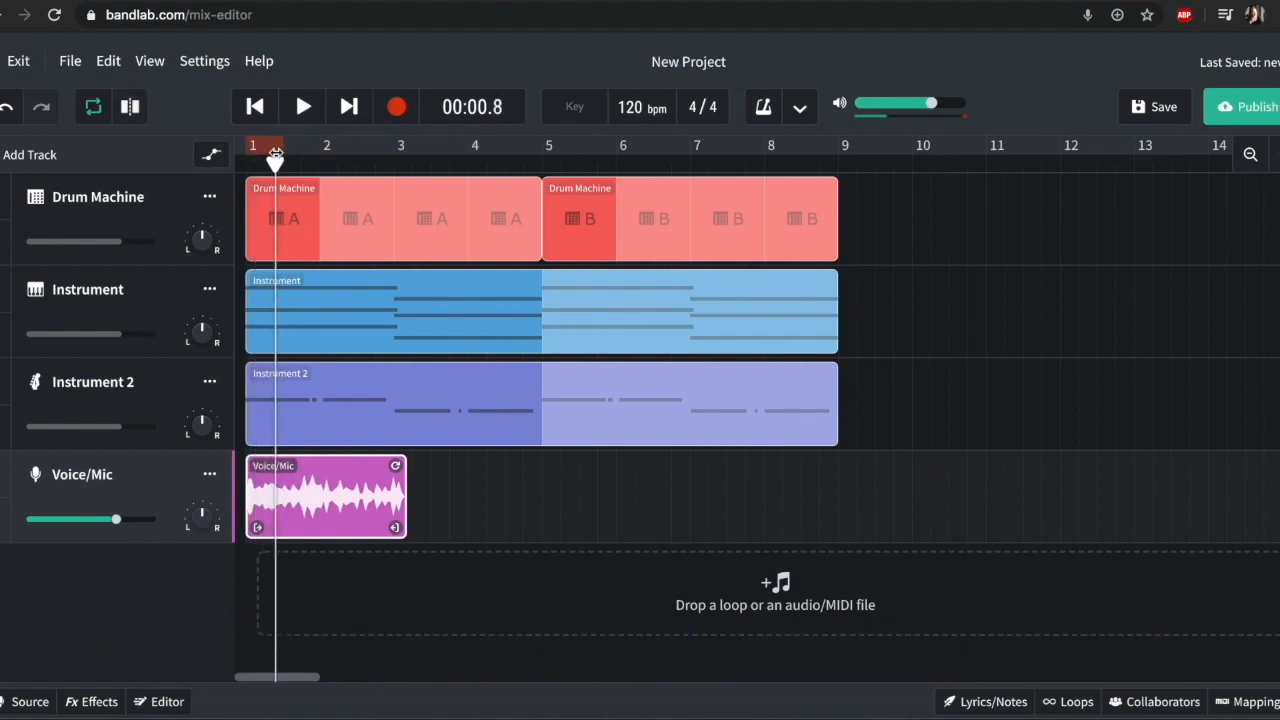 bandlab.com/mix-editor
ABP
Exit File Edit View Settings Help
New Project
Last Saved: new
00:00.8
Key
120 bpm
4 / 4
Save
Publish
Add Track
1 2 3 4 5 6 7 8 9 10 11 12 13 14
Drum Machine
L R
Drum Machine
A A A A
Drum Machine
B B B B
Instrument
L R
Instrument
Instrument 2
L R
Instrument 2
Voice/Mic
L R
Voice/Mic
Drop a loop or an audio/MIDI file
Source Fx Effects Editor
Lyrics/Notes Loops Collaborators Mapping